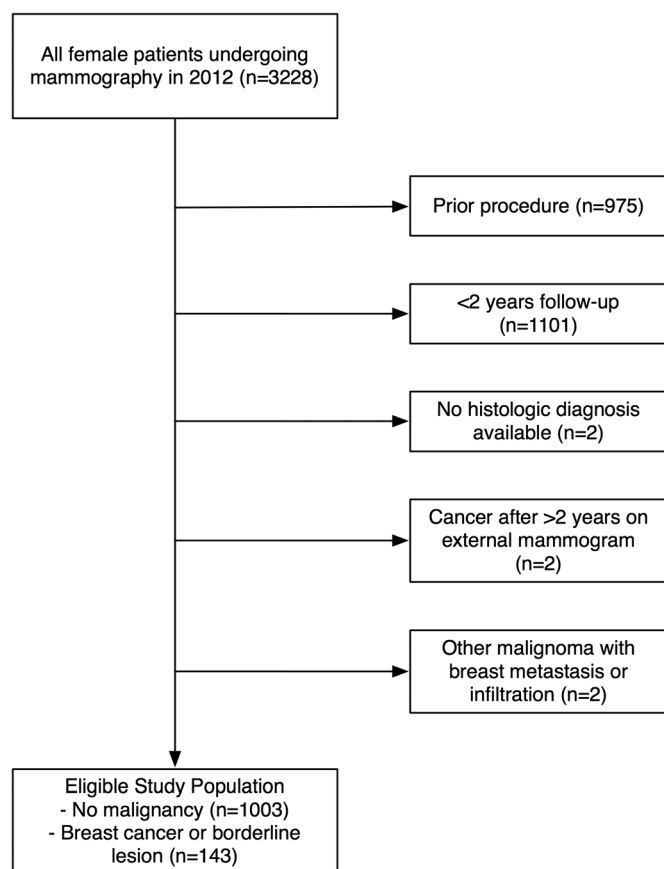 All female patients undergoing
mammography in 2012 (n=3228)
Prior procedure (n=975)
<2 years follow-up
(n=1101)
No histologic diagnosis
available (n=2)
Cancer after >2 years on
external mammogram
(n=2)
Other malignoma with
breast metastasis or
infiltration (n=2)
Eligible Study Population
- No malignancy (n=1003)
- Breast cancer or borderline
lesion (n=143)